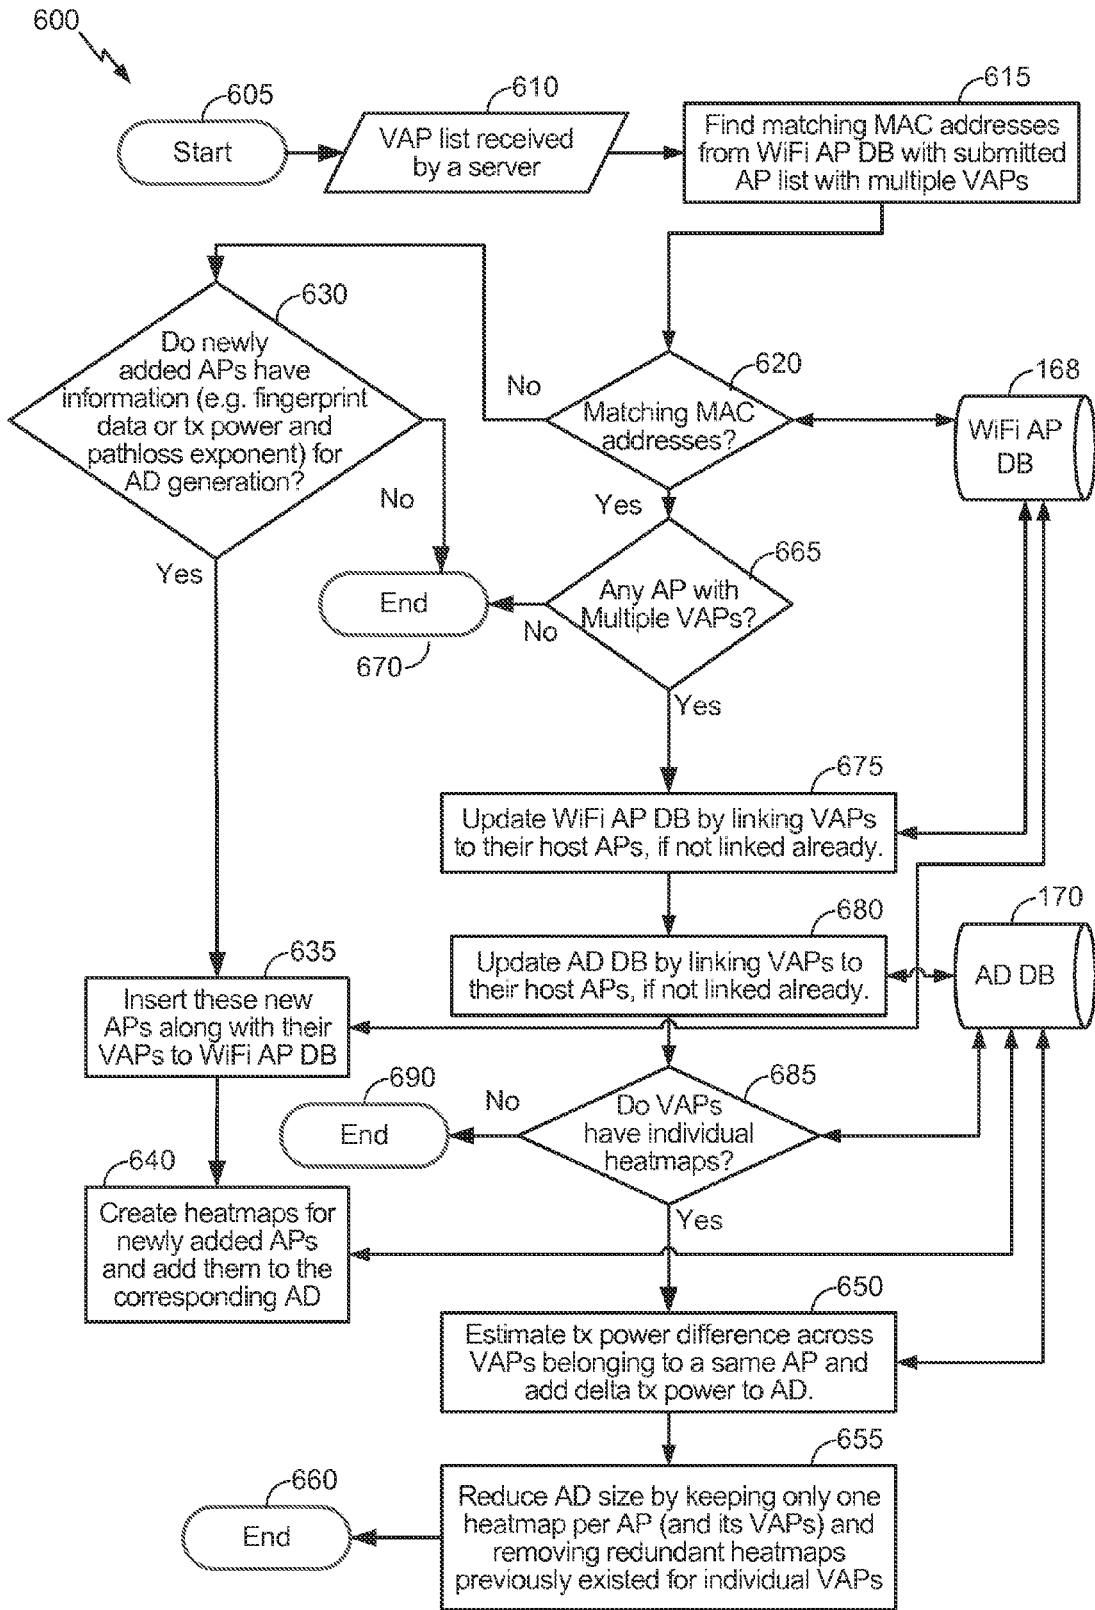 600
605
Start
610
VAP list received
by a server
615
Find matching MAC addresses
from WiFi AP DB with submitted
AP list with multiple VAPs
630
Do newly
added APs have
information (e.g. fingerprint
data or tx power and
pathloss exponent) for
AD generation?
No
Yes
620
Matching MAC
addresses?
No
Yes
168
WiFi AP
DB
665
Any AP with
Multiple VAPs?
No
Yes
End
670
675
Update WiFi AP DB by linking VAPs
to their host APs, if not linked already.
680
Update AD DB by linking VAPs to
their host APs, if not linked already.
170
AD DB
635
Insert these new
APs along with their
VAPs to WiFi AP DB
685
Do VAPs
have individual
heatmaps?
No
Yes
690
End
640
Create heatmaps for
newly added APs
and add them to the
corresponding AD
650
Estimate tx power difference across
VAPs belonging to a same AP and
add delta tx power to AD.
655
Reduce AD size by keeping only one
heatmap per AP (and its VAPs) and
removing redundant heatmaps
previously existed for individual VAPs
660
End